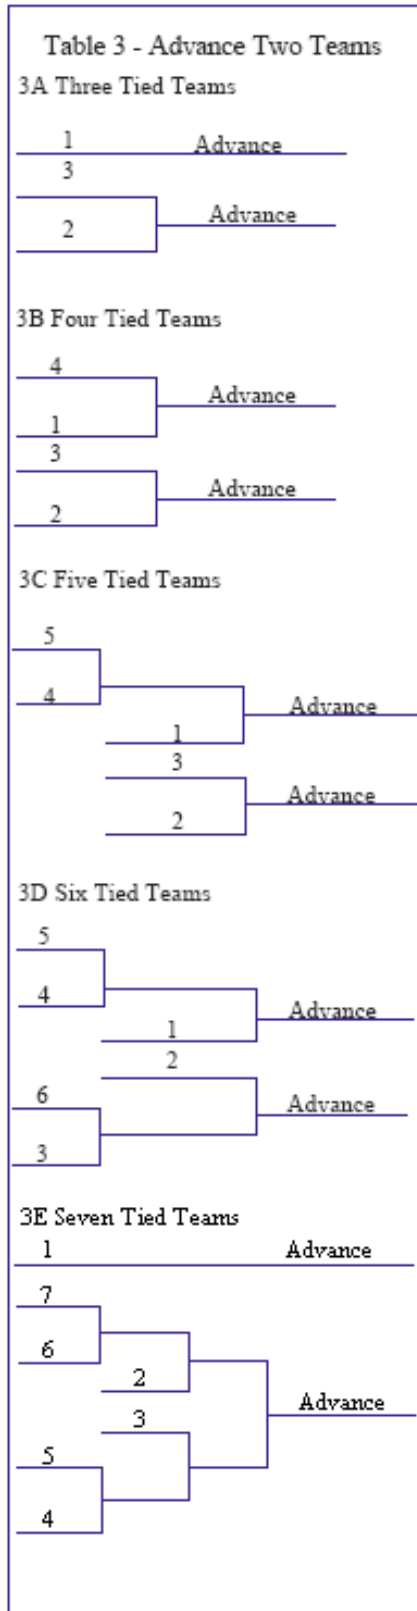 Table 3 - Advance Two Teams
3A Three Tied Teams
1 Advance
3
Advance
2
3B Four Tied Teams
4
Advance
1
3
Advance
2
3C Five Tied Teams
5
4
Advance
1
3
Advance
2
3D Six Tied Teams
5
4
Advance
1
2
6
Advance
3
3E Seven Tied Teams
1 Advance
7
6
2
Advance
3
5
4